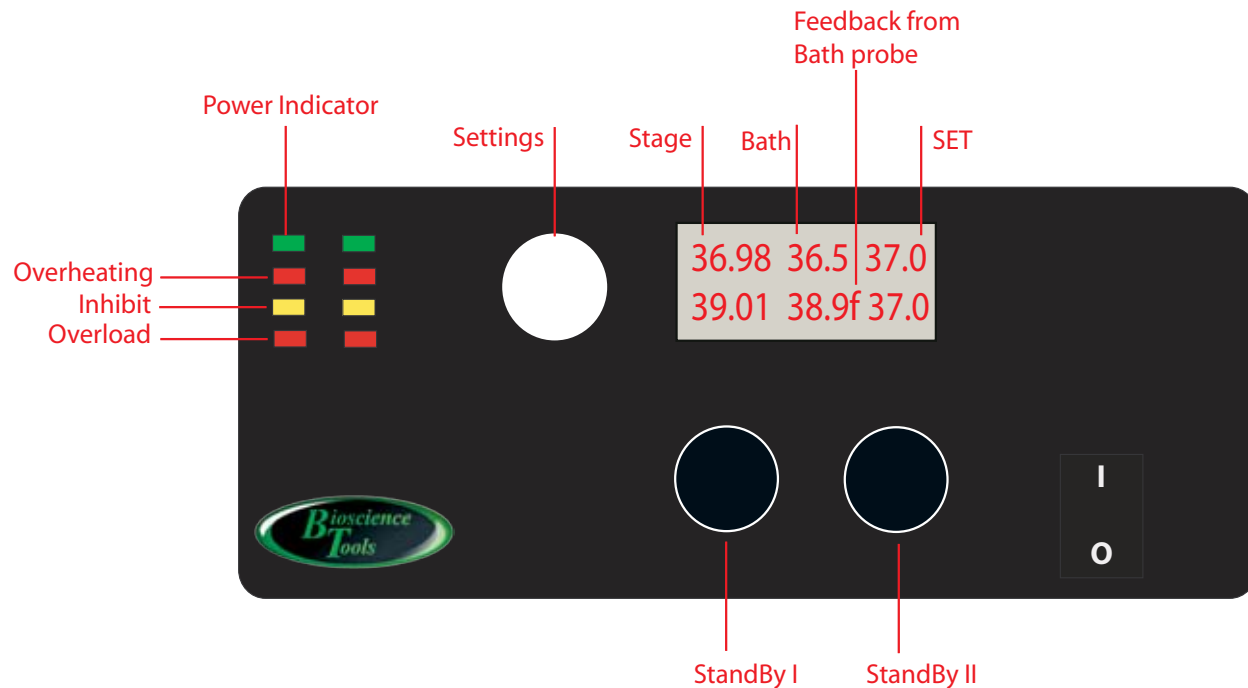 Feedback from
Bath probe
Power Indicator
Settings
Stage
Bath
SET
36.98 36.5 37.0
39.01 38.9f 37.0
Overheating
Inhibit
Overload
Bioscience
Tools
I
O
StandBy I
StandBy II